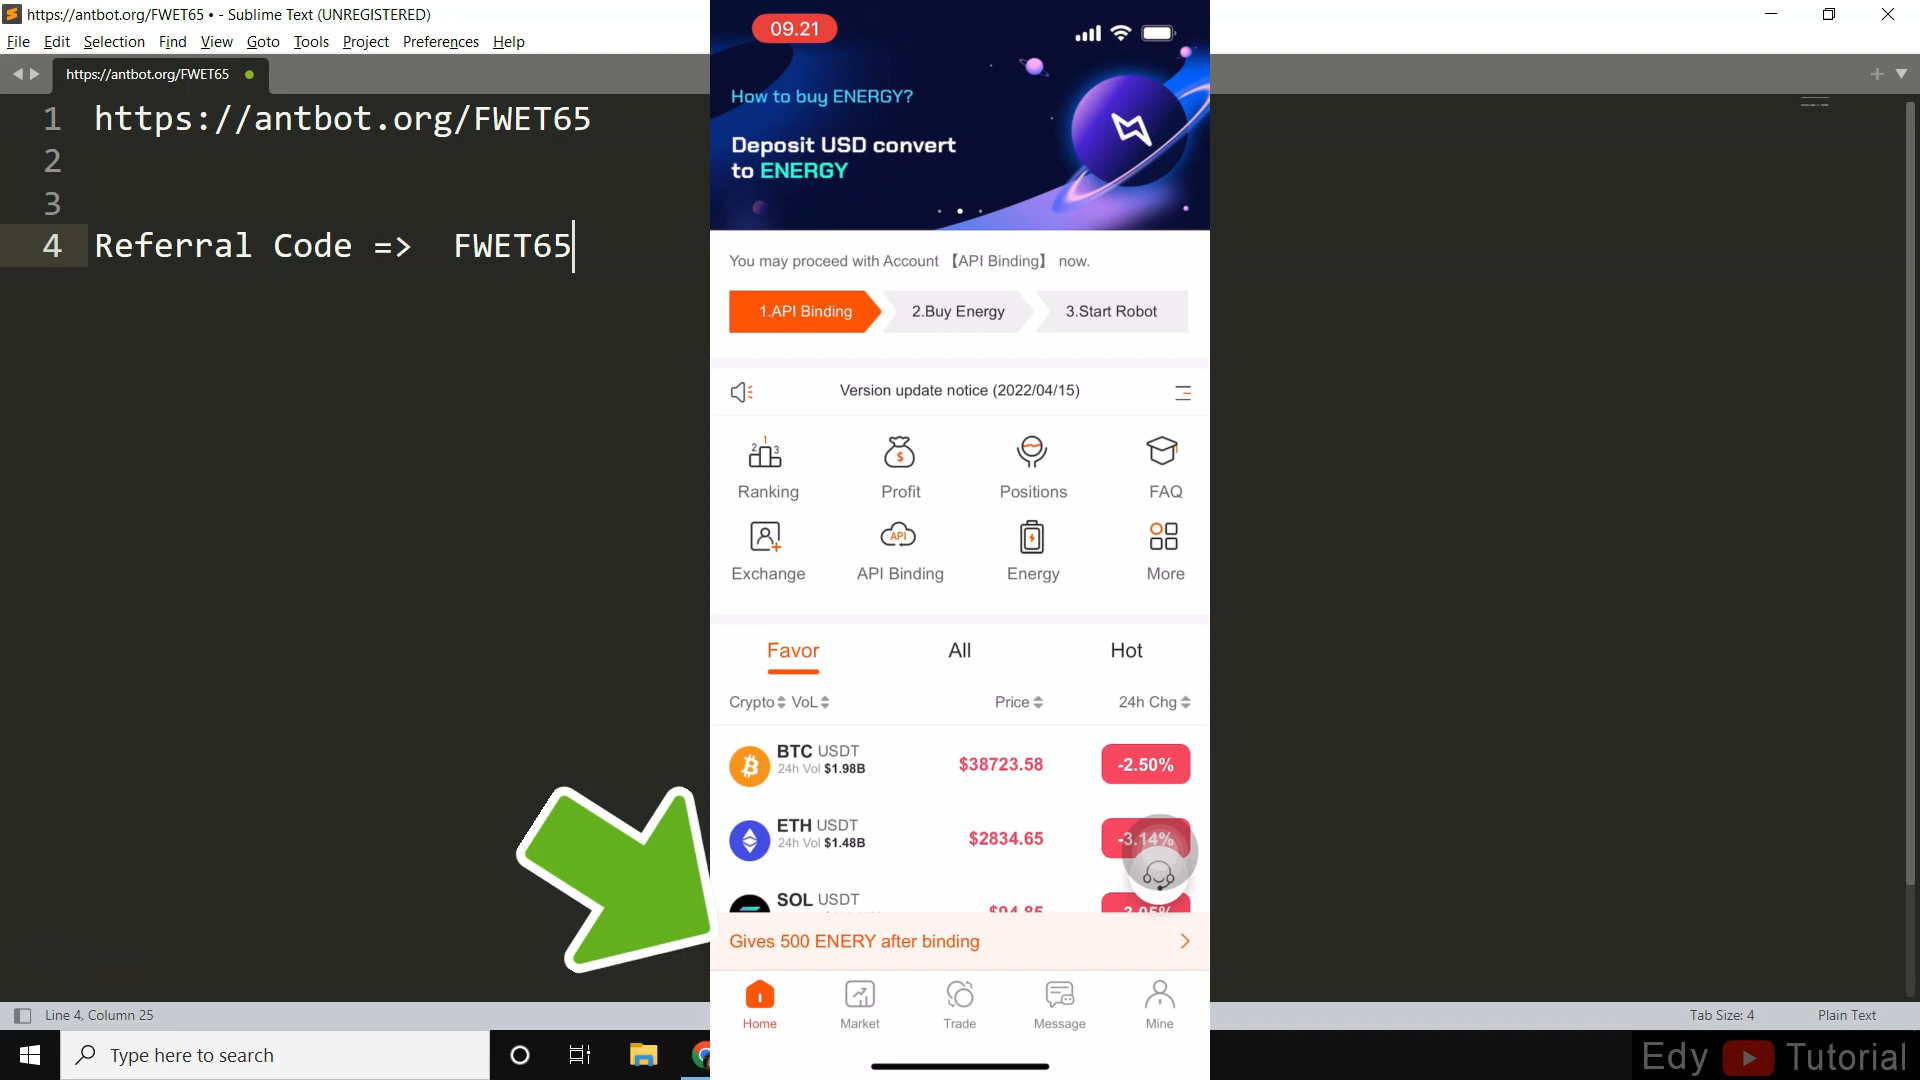 https://antbot.org/FWET65 • - Sublime Text (UNREGISTERED)
File Edit Selection Find View Goto Tools Project Preferences Help
https://antbot.org/FWET65
1 https://antbot.org/FWET65
2
3
4 Referral Code => FWET65
09.21
How to buy ENERGY?
Deposit USD convert
to ENERGY
You may proceed with Account 【API Binding】 now.
1.API Binding 2.Buy Energy 3.Start Robot
Version update notice (2022/04/15)
Ranking Profit Positions FAQ
API
Exchange API Binding Energy More
Favor All Hot
Crypto VoL Price 24h Chg
BTC USDT
24h Vol $1.98B
$38723.58 -2.50%
ETH USDT
24h Vol $1.48B
$2834.65 -3.14%
SOL USDT
$94.85
Gives 500 ENERY after binding
Home Market Trade Message Mine
Line 4, Column 25 Tab Size: 4 Plain Text
Type here to search
Edy Tutorial